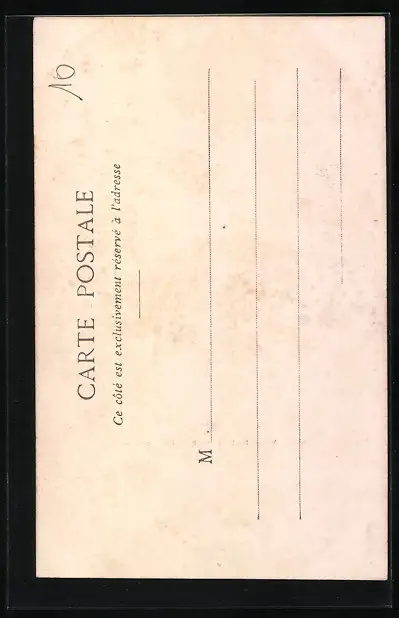 10
CARTE POSTALE
Ce côté est exclusivement réservé à l'adresse
M